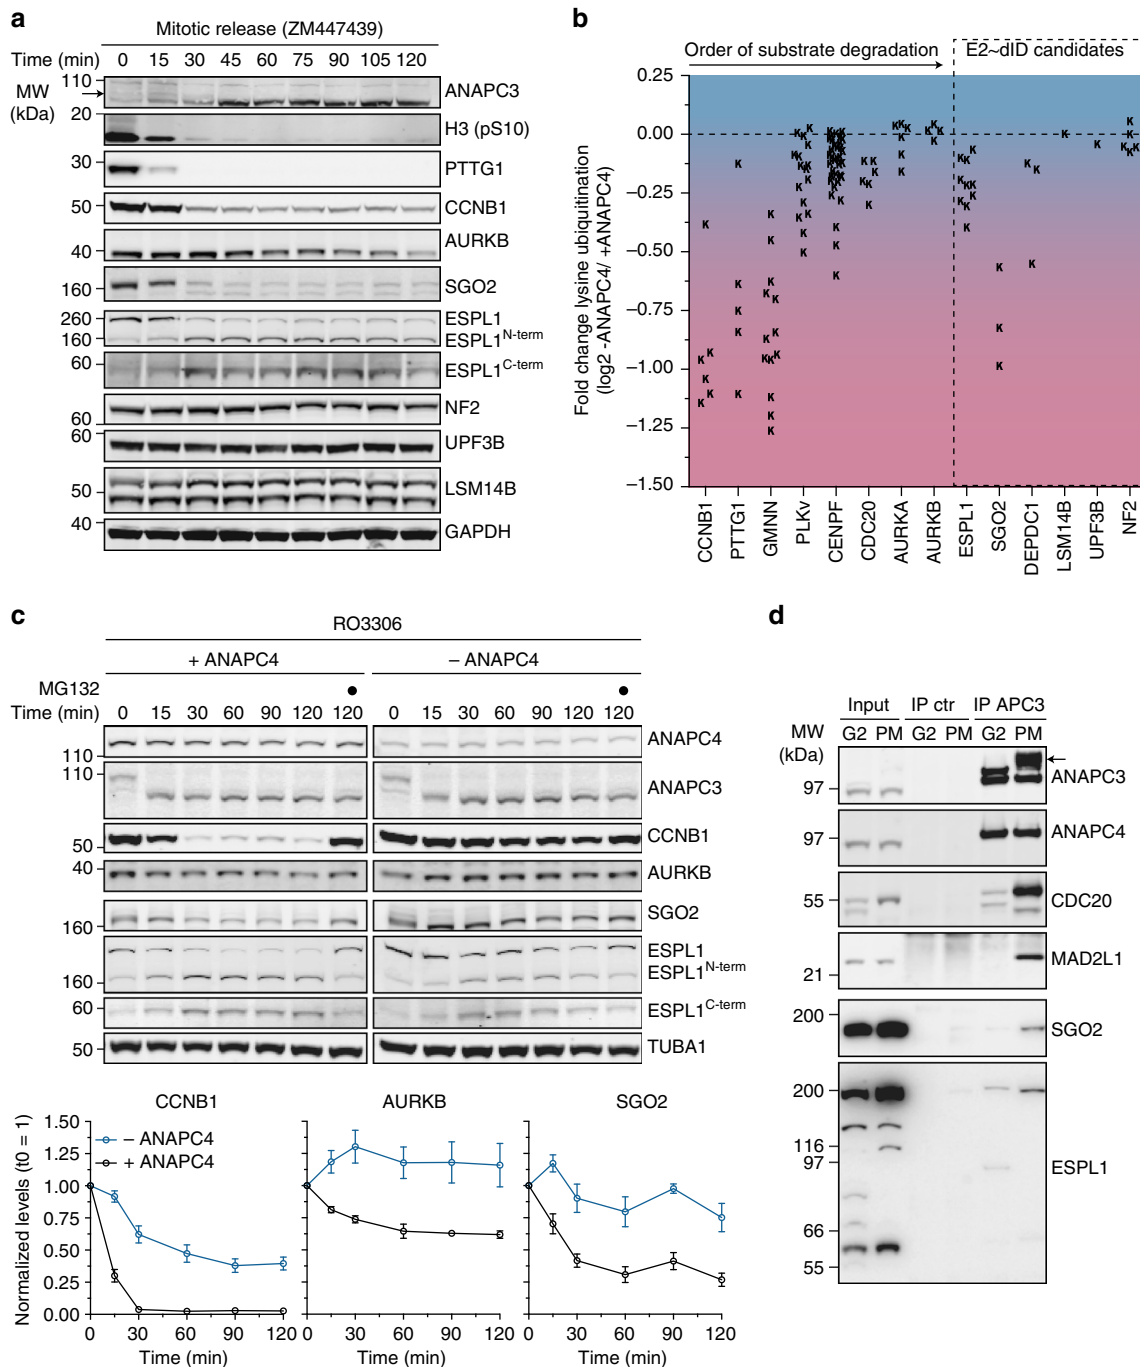 a
Mitotic release (ZM447439)
Time (min) 0 15 30 45 60 75 90 105 120
MW (kDa)
110 ANAPC3
20 H3 (pS10)
30 PTTG1
50 CCNB1
40 AURKB
160 SGO2
260 ESPL1
160 ESPL1N-term
60 ESPL1C-term
60 NF2
60 UPF3B
50 LSM14B
40 GAPDH
b
Order of substrate degradation E2~dID candidates
Fold change lysine ubiquitination
(log2 -ANAPC4/ +ANAPC4)
0.25
0.00
−0.25
−0.50
−0.75
−1.00
−1.25
−1.50
CCNB1 PTTG1 GMNN PLKv CENPF CDC20 AURKA AURKB ESPL1 SGO2 DEPDC1 LSM14B UPF3B NF2
c
RO3306
+ ANAPC4 − ANAPC4
MG132 ● ●
Time (min) 0 15 30 60 90 120 120 0 15 30 60 90 120 120
110 ANAPC4
110 ANAPC3
50 CCNB1
40 AURKB
160 SGO2
ESPL1
160 ESPL1N-term
60 ESPL1C-term
50 TUBA1
CCNB1 AURKB SGO2
Normalized levels (t0 = 1)
1.50
1.25
1.00
0.75
0.50
0.25
0.00
− ANAPC4
+ ANAPC4
0 30 60 90 120 0 30 60 90 120 0 30 60 90 120
Time (min) Time (min) Time (min)
d
Input IP ctr IP APC3
MW (kDa) G2 PM G2 PM G2 PM
97 ANAPC3
97 ANAPC4
55 CDC20
21 MAD2L1
200 SGO2
200
116
97 ESPL1
66
55